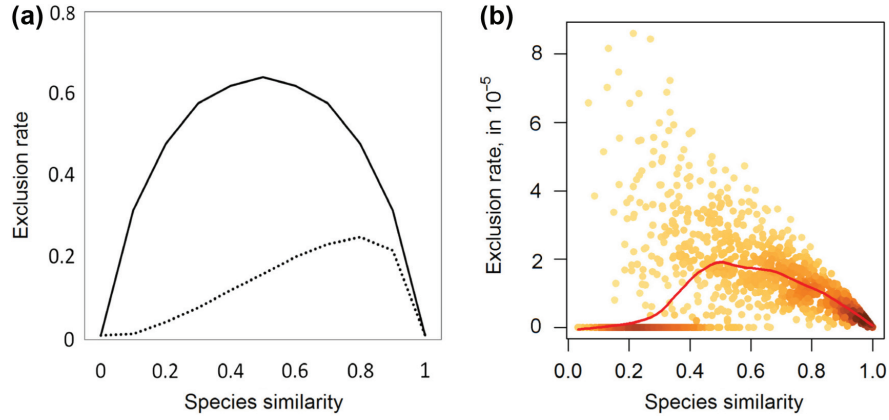 (a)
0.8
0.6
0.4
0.2
0
Exclusion rate
0 0.2 0.4 0.6 0.8 1
Species similarity
(b)
8
6
4
2
0
Exclusion rate, in 10⁻⁵
0.0 0.2 0.4 0.6 0.8 1.0
Species similarity